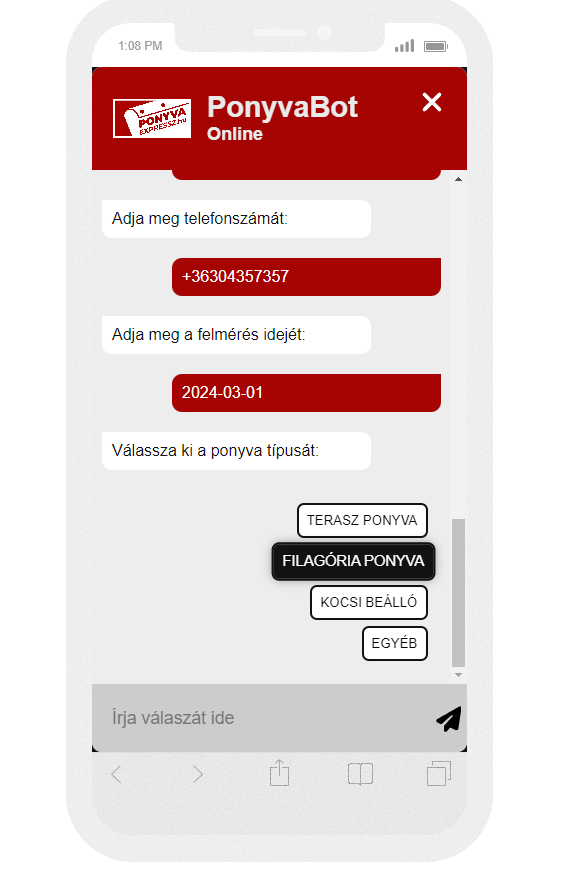 1:08 PM
PONYVA
EXPRESSZ.hu
PonyvaBot
Online
Adja meg telefonszámát:
+36304357357
Adja meg a felmérés idejét:
2024-03-01
Válassza ki a ponyva típusát:
TERASZ PONYVA
FILAGÓRIA PONYVA
KOCSI BEÁLLÓ
EGYÉB
Írja válaszát ide